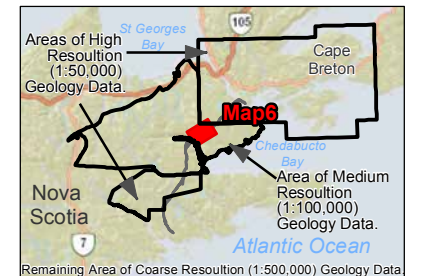 St Georges
Bay
105
Areas of High
Resoultion
(1:50,000)
Geology Data.
Cape
Breton
Map6
Chedabucto
Bay
Area of Medium
Resoultion
(1:100,000)
Geology Data.
Nova
Scotia
7
Atlantic Ocean
Remaining Area of Coarse Resoultion (1:500,000) Geology Data.